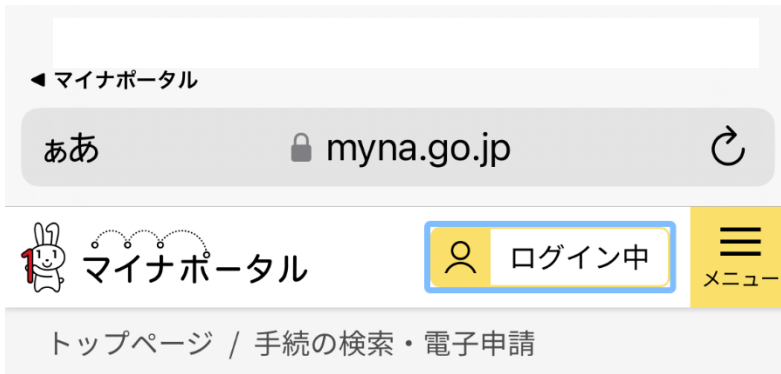 ◀ マイナポータル
ぁあ myna.go.jp
マイナポータル ログイン中 メニュー
トップページ / 手続の検索・電子申請